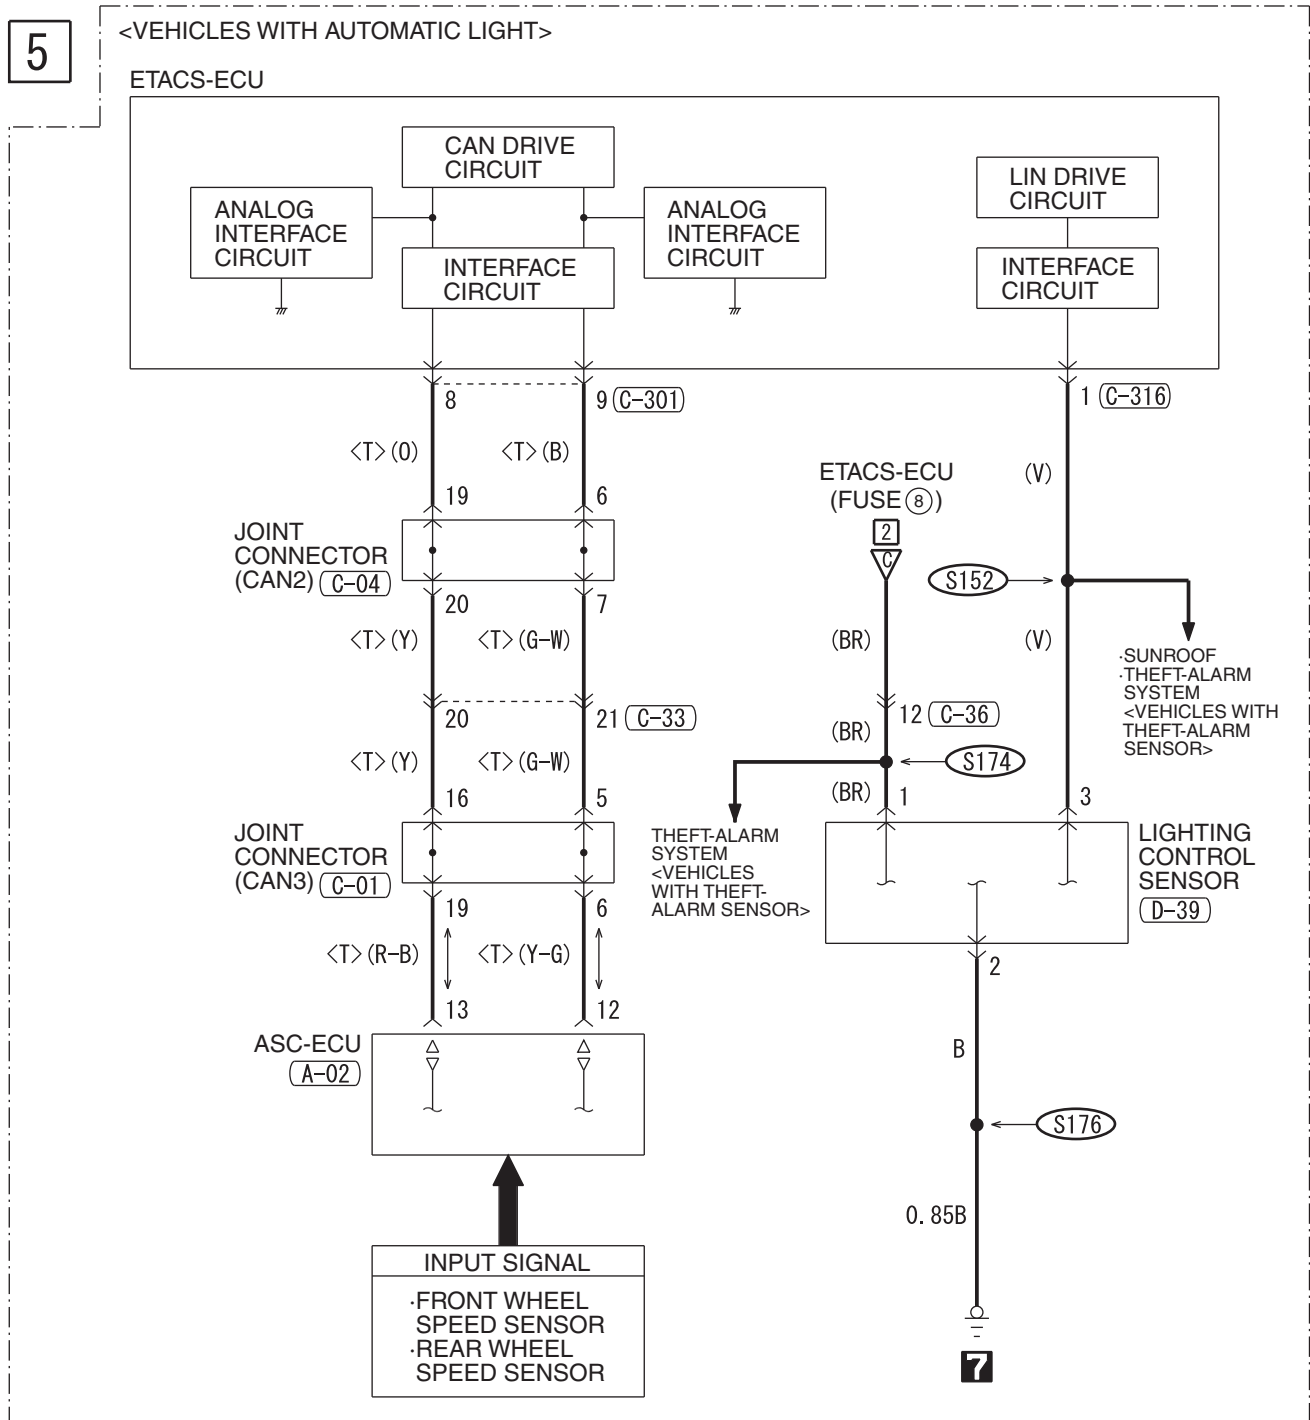 5
<VEHICLES WITH AUTOMATIC LIGHT>
ETACS-ECU
CAN DRIVE
CIRCUIT
LIN DRIVE
CIRCUIT
ANALOG
INTERFACE
CIRCUIT
ANALOG
INTERFACE
CIRCUIT
INTERFACE
CIRCUIT
INTERFACE
CIRCUIT
8
9 C-301
1 C-316
<T>(O)
<T>(B)
(V)
ETACS-ECU
(FUSE 8)
2
C
19
6
JOINT
CONNECTOR
(CAN2) C-04
S152
20
7
<T>(Y)
<T>(G-W)
(BR)
(V)
·SUNROOF
·THEFT-ALARM
SYSTEM
<VEHICLES WITH
THEFT-ALARM
SENSOR>
20
21 C-33
12 C-36
(BR)
<T>(Y)
<T>(G-W)
S174
16
5
(BR)
1
3
THEFT-ALARM
SYSTEM
<VEHICLES
WITH THEFT-
ALARM SENSOR>
JOINT
CONNECTOR
(CAN3) C-01
LIGHTING
CONTROL
SENSOR
D-39
19
6
<T>(R-B)
<T>(Y-G)
2
13
12
ASC-ECU
A-02
B
S176
0.85B
INPUT SIGNAL
·FRONT WHEEL
SPEED SENSOR
·REAR WHEEL
SPEED SENSOR
7